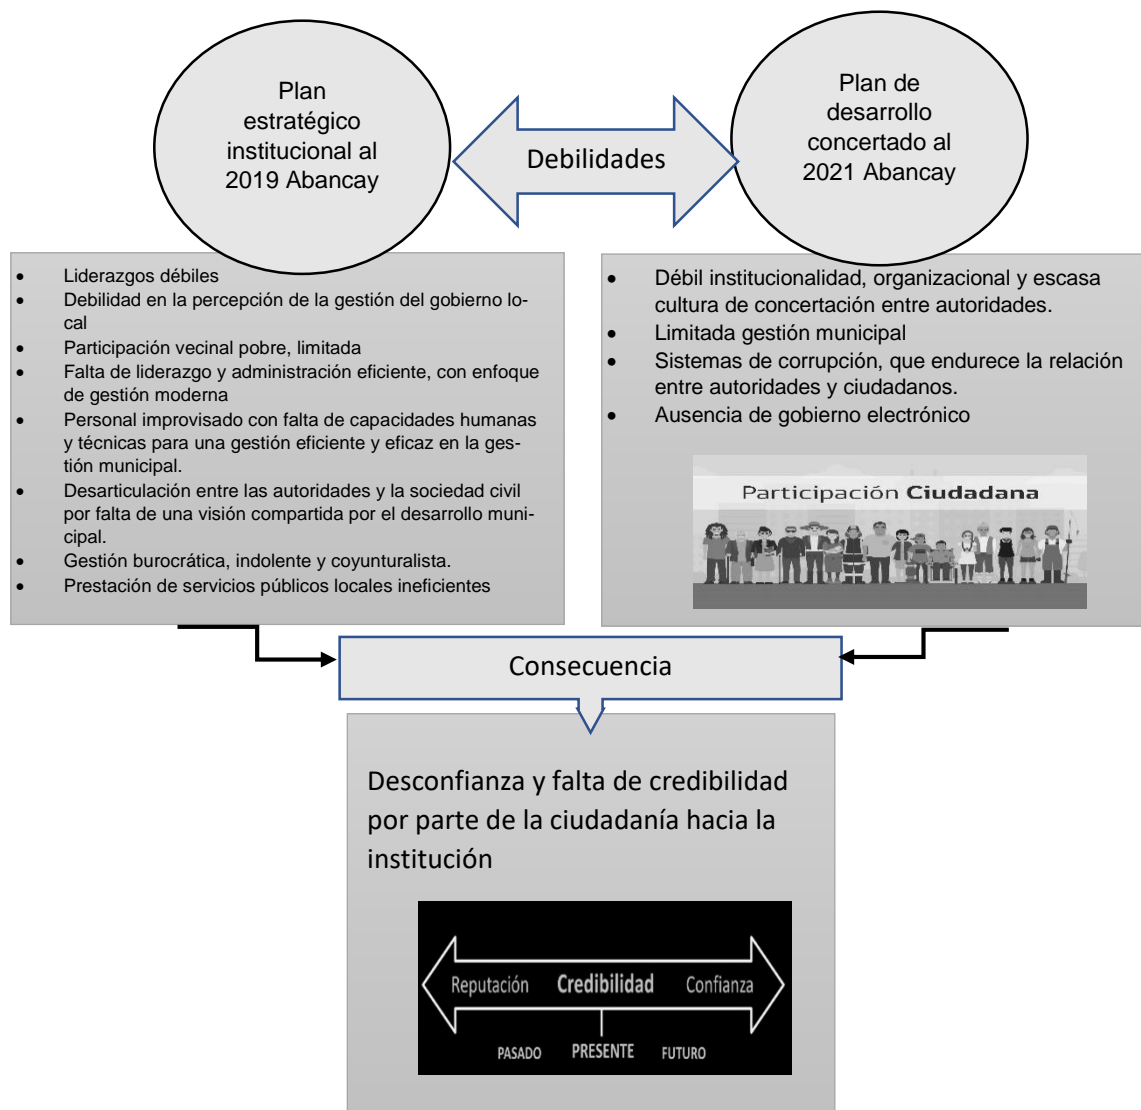 Plan
estratégico
institucional al
2019 Abancay
Debilidades
Plan de
desarrollo
concertado al
2021 Abancay
• Liderazgos débiles
• Debilidad en la percepción de la gestión del gobierno lo-
cal
• Participación vecinal pobre, limitada
• Falta de liderazgo y administración eficiente, con enfoque
de gestión moderna
• Personal improvisado con falta de capacidades humanas
y técnicas para una gestión eficiente y eficaz en la ges-
tión municipal.
• Desarticulación entre las autoridades y la sociedad civil
por falta de una visión compartida por el desarrollo muni-
cipal.
• Gestión burocrática, indolente y coyunturalista.
• Prestación de servicios públicos locales ineficientes
• Débil institucionalidad, organizacional y escasa
cultura de concertación entre autoridades.
• Limitada gestión municipal
• Sistemas de corrupción, que endurece la relación
entre autoridades y ciudadanos.
• Ausencia de gobierno electrónico
Participación Ciudadana
Consecuencia
Desconfianza y falta de credibilidad
por parte de la ciudadanía hacia la
institución
Reputación Credibilidad Confianza
PASADO PRESENTE FUTURO